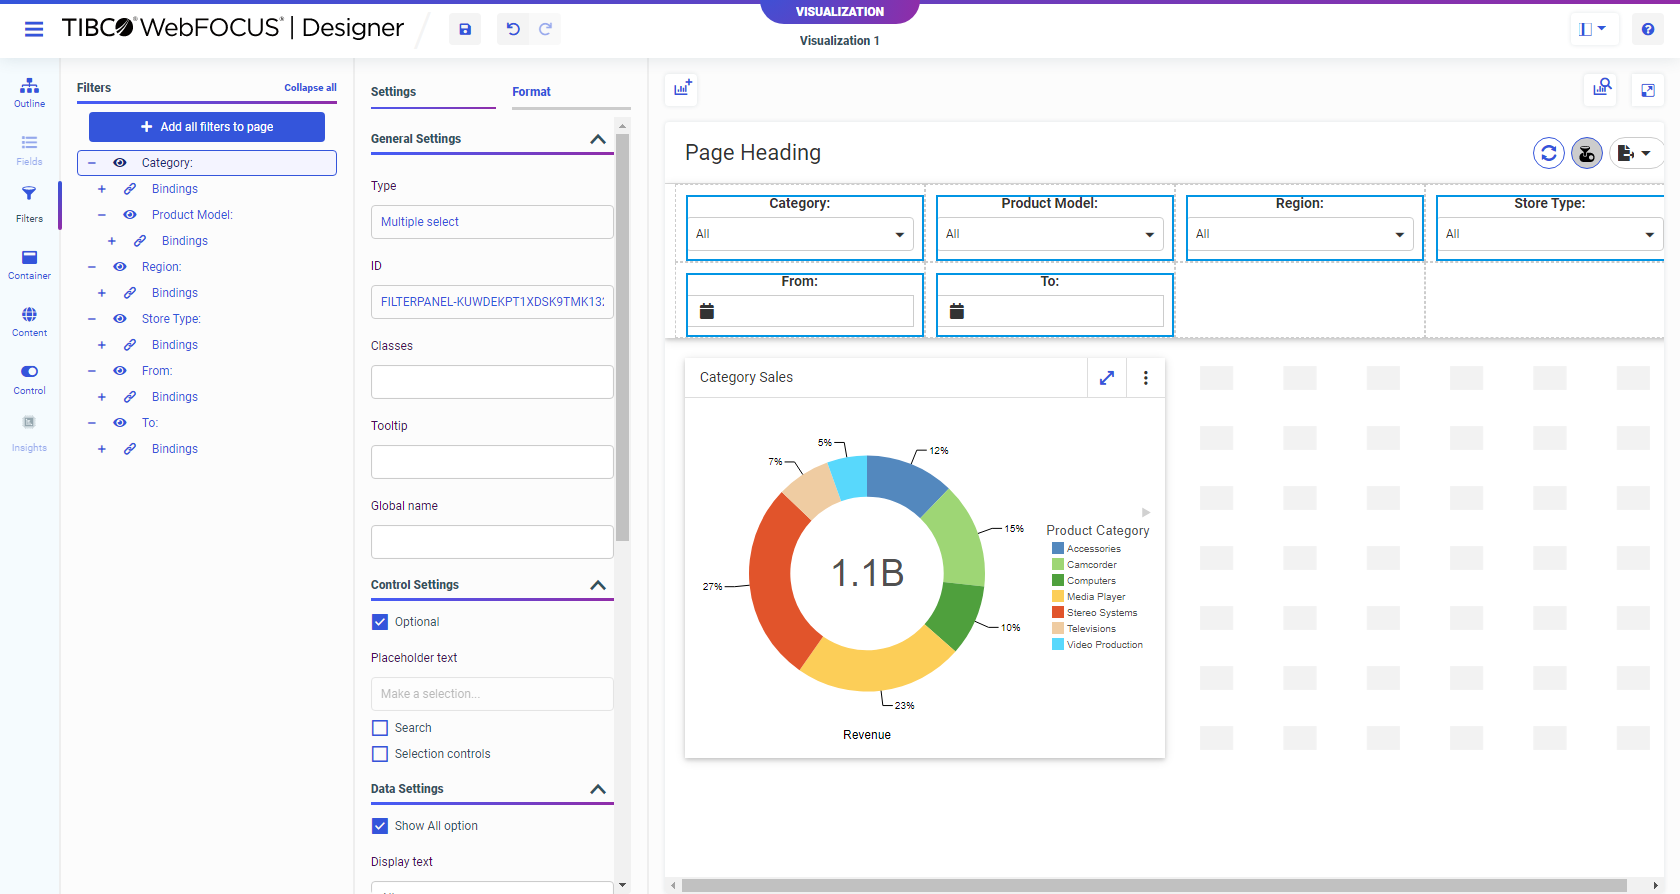 VISUALIZATION
TIBCO WebFOCUS | Designer
Visualization 1
Outline
Fields
Filters
Container
Content
Control
Insights
Filters
Collapse all
Add all filters to page
Category:
Bindings
Product Model:
Bindings
Region:
Bindings
Store Type:
Bindings
From:
Bindings
To:
Bindings
Settings
Format
General Settings
Type
Multiple select
ID
FILTERPANEL-KUWDEKPT1XDSK9TMK13
Classes
Tooltip
Global name
Control Settings
Optional
Placeholder text
Make a selection...
Search
Selection controls
Data Settings
Show All option
Display text
Page Heading
Category:
All
Product Model:
All
Region:
All
Store Type:
All
From:
To:
Category Sales
5%
12%
7%
15%
27%
10%
23%
1.1B
Revenue
Product Category
Accessories
Camcorder
Computers
Media Player
Stereo Systems
Televisions
Video Production